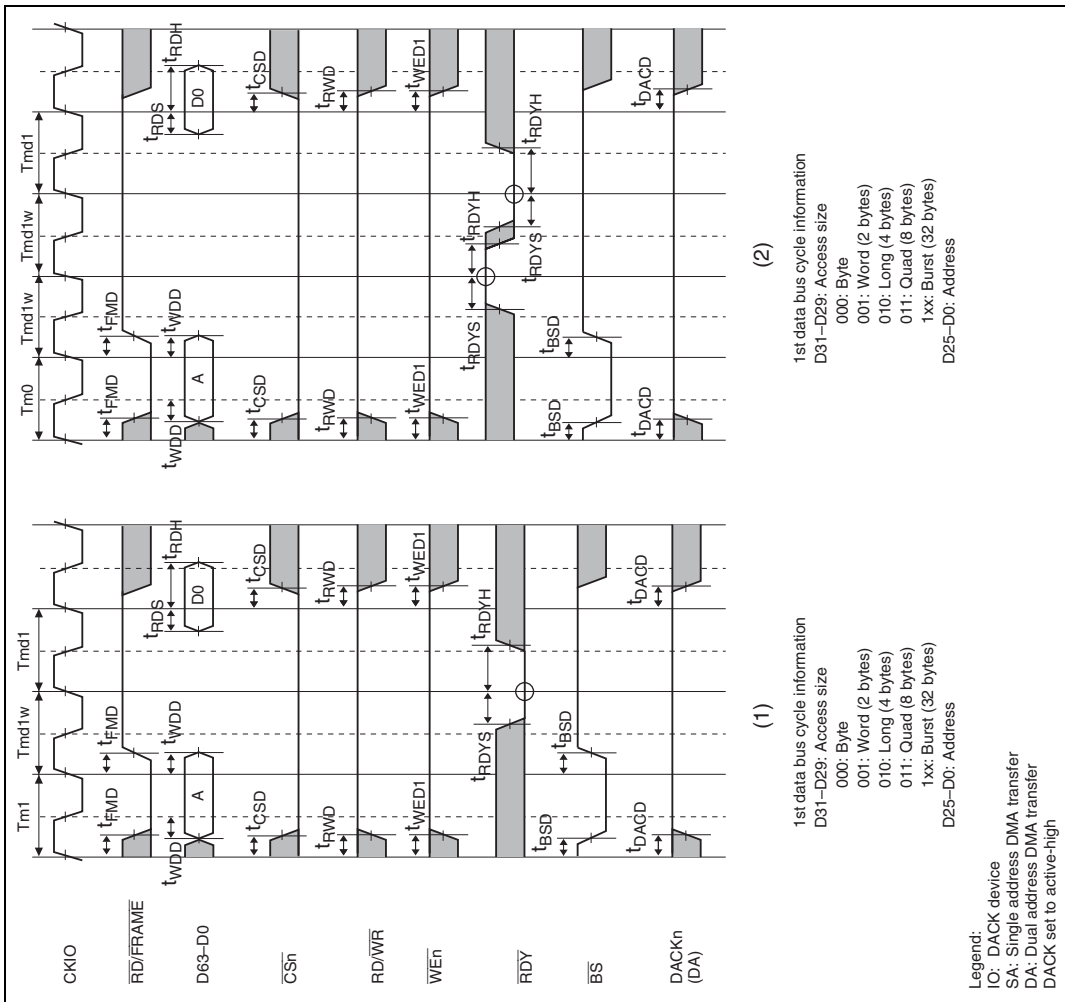 CKIO
RD/FRAME
D63–D0
CSn
RD/WR
WEn
RDY
BS
DACKn
(DA)
Tm1
Tmd1w
Tmd1
tFMD
tFMD
tWDD
tWDD
A
tRDS
tRDH
D0
tCSD
tCSD
tRWD
tRWD
tWED1
tWED1
tRDYS
tRDYH
tBSD
tBSD
tDACD
tDACD
(1)
1st data bus cycle information
D31–D29: Access size
000: Byte
001: Word (2 bytes)
010: Long (4 bytes)
011: Quad (8 bytes)
1xx: Burst (32 bytes)
D25–D0: Address
Tm0
Tmd1w
Tmd1w
Tmd1
tFMD
tFMD
tWDD
tWDD
A
tRDS
tRDH
D0
tCSD
tCSD
tRWD
tRWD
tWED1
tWED1
tRDYS
tRDYH
tRDYS
tRDYH
tBSD
tBSD
tDACD
tDACD
(2)
1st data bus cycle information
D31–D29: Access size
000: Byte
001: Word (2 bytes)
010: Long (4 bytes)
011: Quad (8 bytes)
1xx: Burst (32 bytes)
D25–D0: Address
Legend:
IO: DACK device
SA: Single address DMA transfer
DA: Dual address DMA transfer
DACK set to active-high